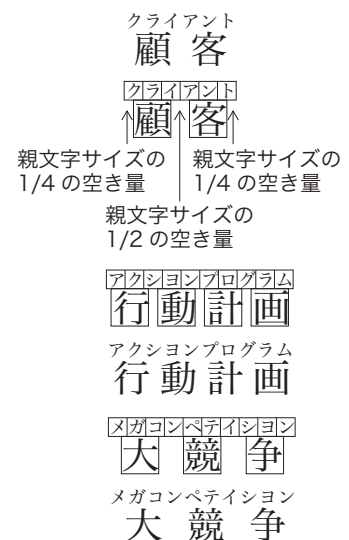 クライアント
顧客
クライアント
顧客
親文字サイズの 親文字サイズの
1/4 の空き量 1/4 の空き量
親文字サイズの
1/2 の空き量
アクションプログラム
行動計画
アクションプログラム
行動計画
メガコンペテイション
大競争
メガコンペテイション
大競争